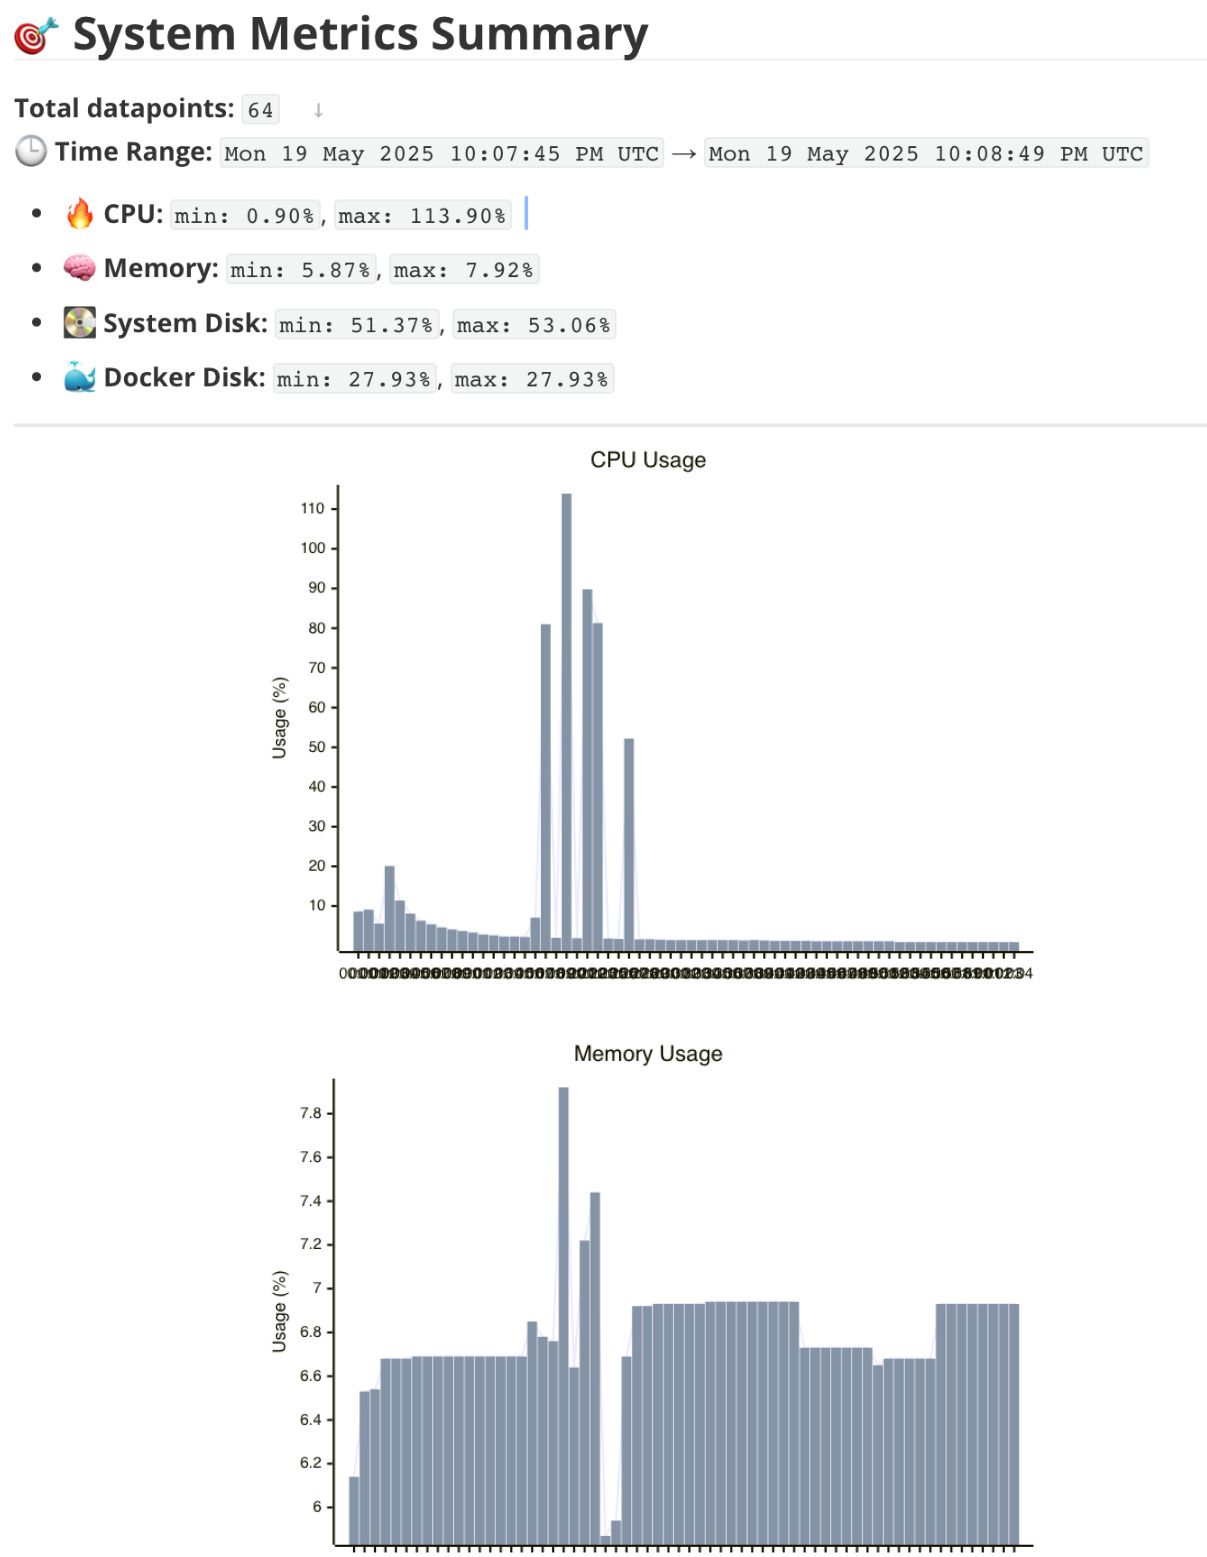 🎯 System Metrics Summary
Total datapoints: 64 ↓
🕒 Time Range: Mon 19 May 2025 10:07:45 PM UTC → Mon 19 May 2025 10:08:49 PM UTC
• 🔥 CPU: min: 0.90%, max: 113.90%
• 🧠 Memory: min: 5.87%, max: 7.92%
• 💽 System Disk: min: 51.37%, max: 53.06%
• 🐳 Docker Disk: min: 27.93%, max: 27.93%
CPU Usage
Usage (%)
110
100
90
80
70
60
50
40
30
20
10
Memory Usage
Usage (%)
7.8
7.6
7.4
7.2
7
6.8
6.6
6.4
6.2
6